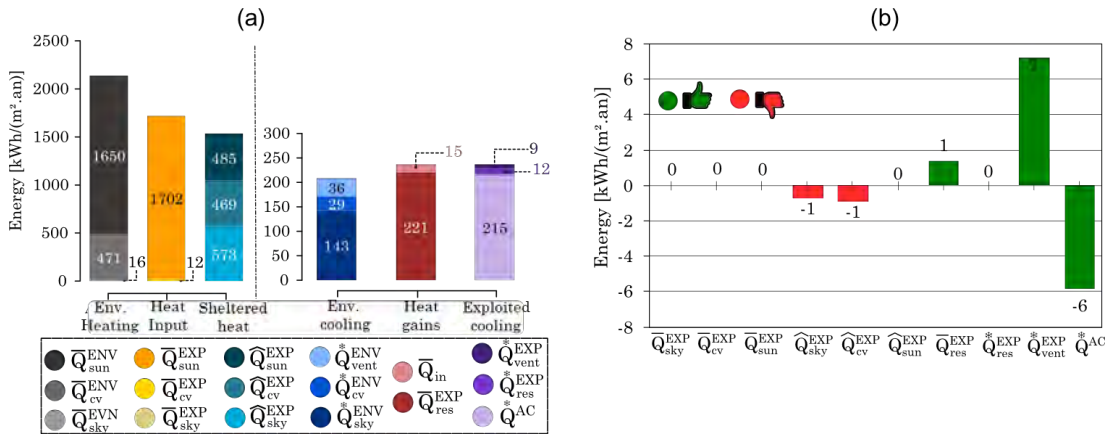 (a)
Energy [kWh/(m².an)]
2500
2000
1500
1000
500
0
1650
471
16
1702
12
485
469
573
300
250
200
150
100
50
0
36
29
143
15
221
9
12
215
Env. Heating
Heat Input
Sheltered heat
Env. cooling
Heat gains
Exploited cooling
Q̅ENV sun
Q̅ENV cv
Q̅EVN sky
Q̅EXP sun
Q̅EXP cv
Q̅EXP sky
Q̂EXP sun
Q̂EXP cv
Q̂EXP sky
Q*ENV vent
Q*ENV cv
Q*ENV sky
Q̅in
Q̅EXP res
Q*EXP vent
Q*EXP res
Q*AC
(b)
Energy [kWh/(m².an)]
8
6
4
2
0
-2
-4
-6
-8
0 0 0 -1 -1 0 1 0 7 -6
Q̅EXP sky Q̅EXP cv Q̅EXP sun Q̂EXP sky Q̂EXP cv Q̂EXP sun Q̅EXP res Q*EXP res Q*EXP vent Q*AC